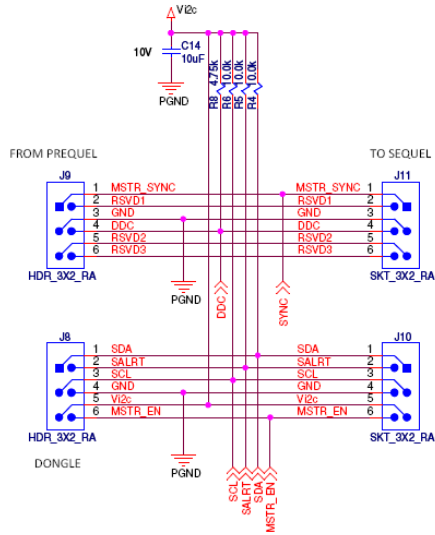 Vi2c
10V
C14
10uF
PGND
R8 4.75k
R6 10.0k
R5 10.0k
R4 10.0k
FROM PREQUEL
TO SEQUEL
J9
J11
1 MSTR_SYNC MSTR_SYNC 1
2 RSVD1 RSVD1 2
3 GND GND 3
4 DDC DDC 4
5 RSVD2 RSVD2 5
6 RSVD3 RSVD3 6
HDR_3X2_RA
SKT_3X2_RA
PGND
DDC
SYNC
J8
J10
1 SDA SDA 1
2 SALRT SALRT 2
3 SCL SCL 3
4 GND GND 4
5 Vi2c Vi2c 5
6 MSTR_EN MSTR_EN 6
HDR_3X2_RA
SKT_3X2_RA
DONGLE
PGND
SCL
SALRT
SDA
MSTR_EN